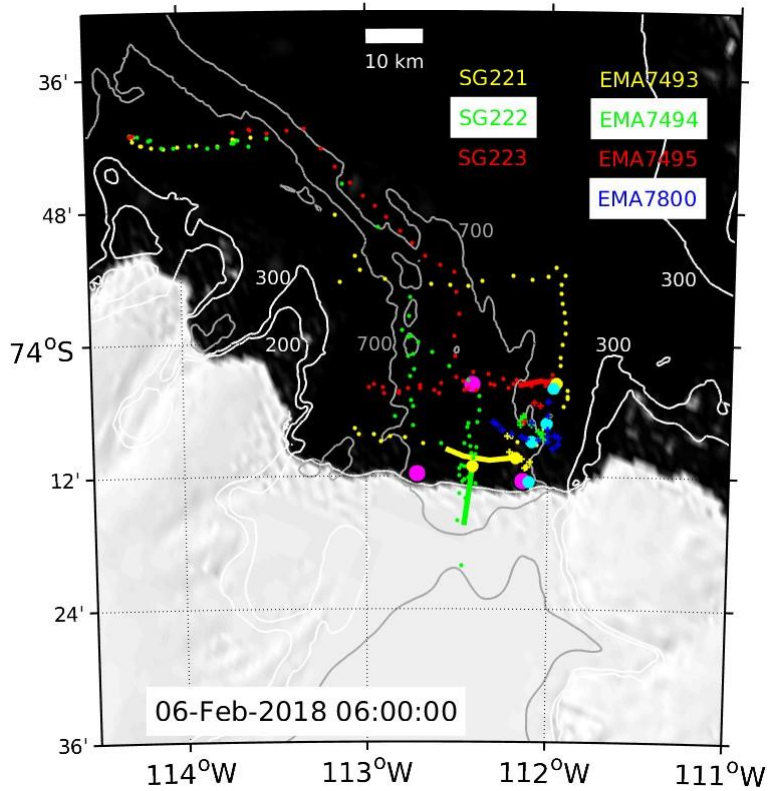 10 km
SG221 EMA7493
SG222 EMA7494
SG223 EMA7495
EMA7800
36'
48'
74°S
12'
24'
36'
700
300
300
200
700
300
06-Feb-2018 06:00:00
114°W 113°W 112°W 111°W